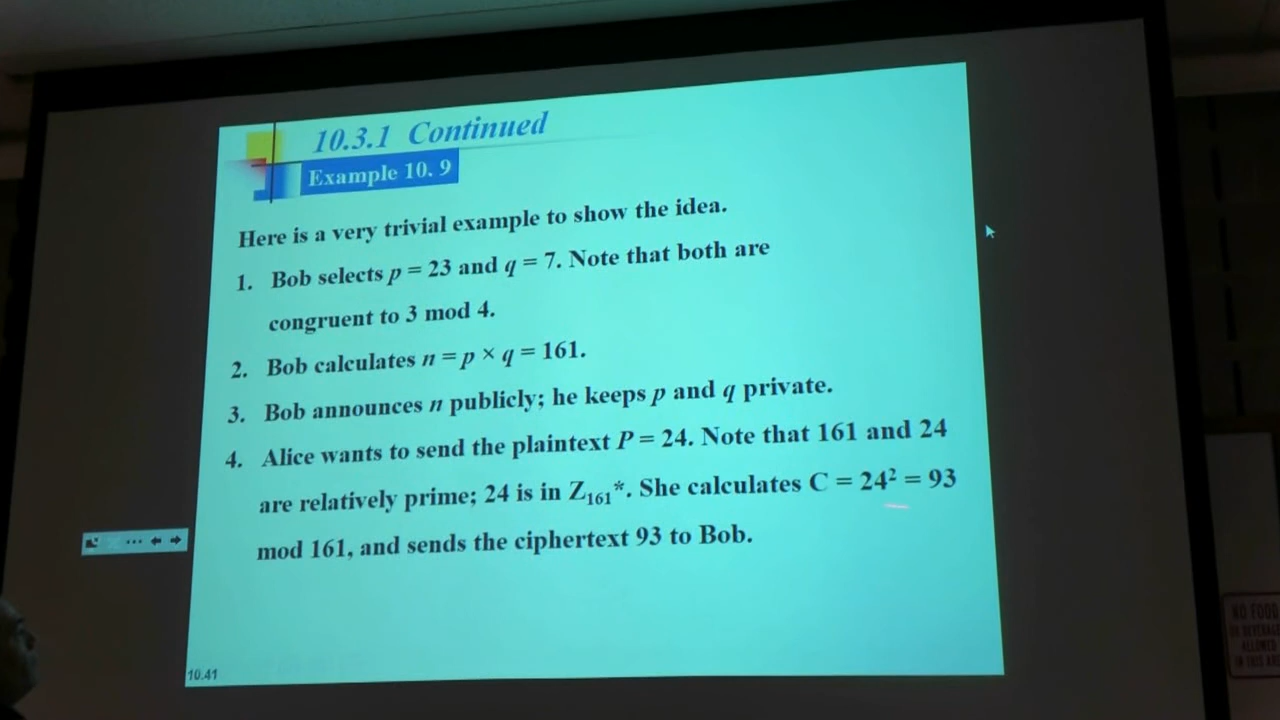 10.3.1 Continued
Example 10. 9
Here is a very trivial example to show the idea.
1. Bob selects p = 23 and q = 7. Note that both are
congruent to 3 mod 4.
2. Bob calculates n = p × q = 161.
3. Bob announces n publicly; he keeps p and q private.
4. Alice wants to send the plaintext P = 24. Note that 161 and 24
are relatively prime; 24 is in Z₁₆₁*. She calculates C = 24² = 93
mod 161, and sends the ciphertext 93 to Bob.
10.41
NO FOOD
ALLOWED